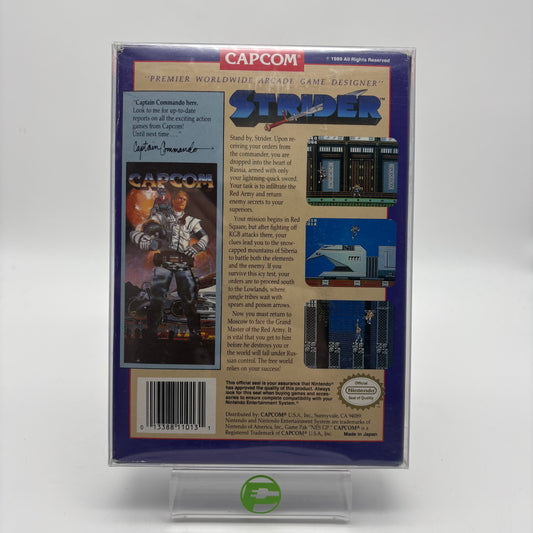 CAPCOM®
© 1989 All Rights Reserved
"PREMIER WORLDWIDE ARCADE GAME DESIGNER"
"Captain Commando here.
Look to me for up-to-date
reports on all the exciting action
games from Capcom!
Until next time . . ."
Captain Commando
CAPCOM
STRIDER™
Stand by, Strider. Upon re-
ceiving your orders from
the commander, you are
dropped into the heart of
Russia, armed with only
your lightning-quick sword.
Your task is to infiltrate the
Red Army and return
enemy secrets to your
superiors.
Your mission begins in Red
Square, but after fighting off
KGB attacks there, your
clues lead you to the snow-
capped mountains of Siberia
to battle both the elements
and the enemy. If you
survive this icy test, your
orders are to proceed south
to the Lowlands, where
jungle tribes wait with
spears and poison arrows.
Now you must return to
Moscow to face the Grand
Master of the Red Army. It
is vital that you get to him
before he destroys you or
the world will fall under Rus-
sian control. The free world
relies on your success!
This official seal is your assurance that Nintendo®
has approved the quality of this product. Always
look for this seal when buying games and acces-
sories to ensure complete compatibility with your
Nintendo Entertainment System.®
Official
Nintendo
Seal of Quality
0 13388 11013 1
Distributed by CAPCOM® U.S.A., Inc., Sunnyvale, CA 94089.
Nintendo and Nintendo Entertainment System are trademarks of
Nintendo of America, Inc., Game Pak "NES GP". CAPCOM® is a
Registered Trademark of CAPCOM® U.S.A., Inc.
Made in Japan